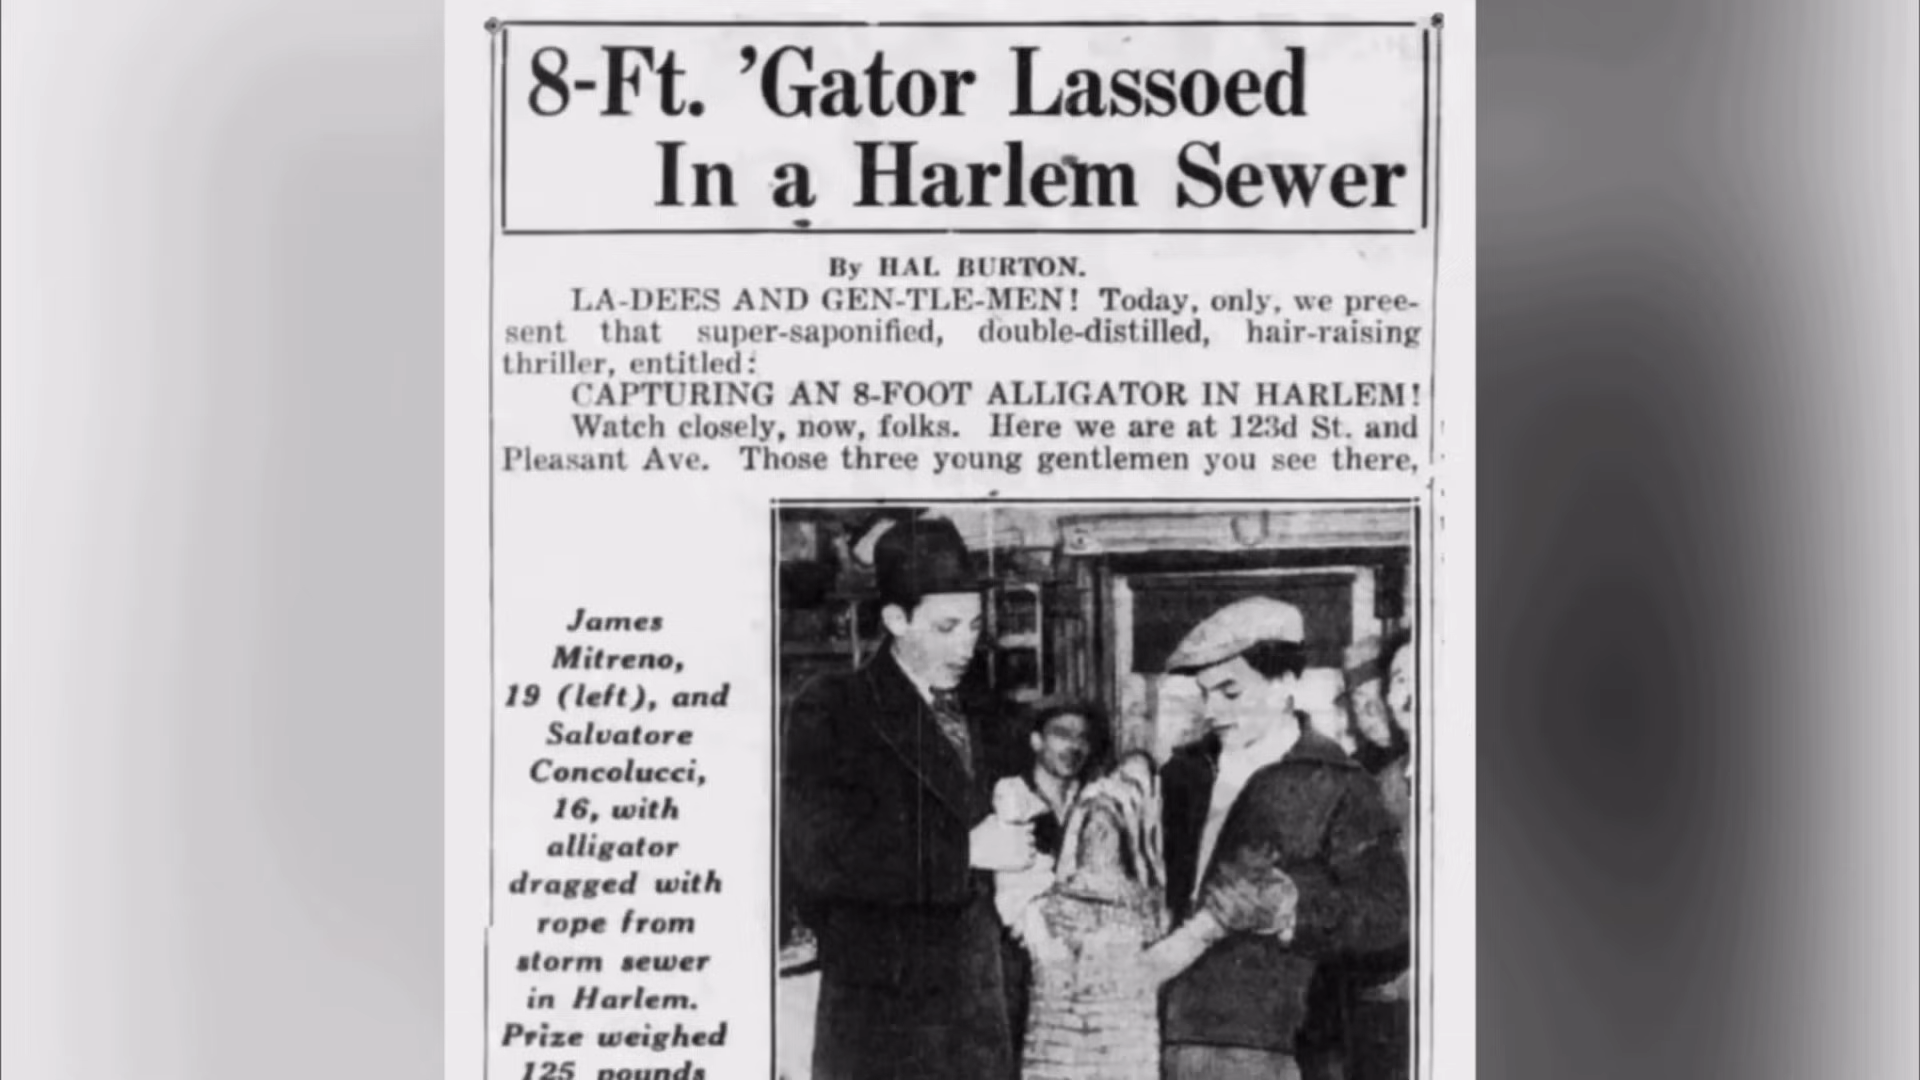 8-Ft. 'Gator Lassoed
In a Harlem Sewer
By HAL BURTON.
LA-DEES AND GEN-TLE-MEN! Today, only, we pree-
sent that super-saponified, double-distilled, hair-raising
thriller, entitled:
CAPTURING AN 8-FOOT ALLIGATOR IN HARLEM!
Watch closely, now, folks. Here we are at 123d St. and
Pleasant Ave. Those three young gentlemen you see there,
James
Mitreno,
19 (left), and
Salvatore
Concolucci,
16, with
alligator
dragged with
rope from
storm sewer
in Harlem.
Prize weighed
125 pounds